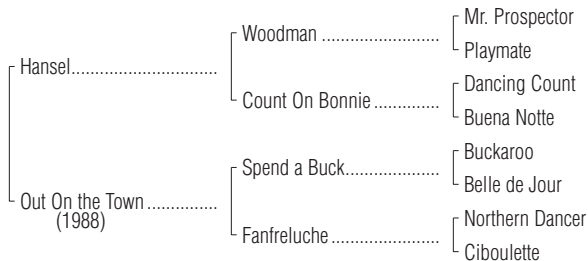 Mr. Prospector
Woodman
Playmate
Hansel
Dancing Count
Count On Bonnie
Buena Notte
Buckaroo
Spend a Buck
Belle de Jour
Out On the Town
(1988)
Northern Dancer
Fanfreluche
Ciboulette